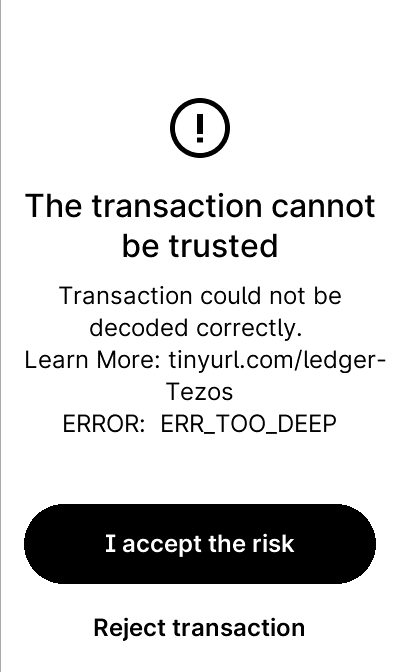 The transaction cannot
be trusted
Transaction could not be
decoded correctly.
Learn More: tinyurl.com/ledger-
Tezos
ERROR:  ERR_TOO_DEEP
I accept the risk
Reject transaction